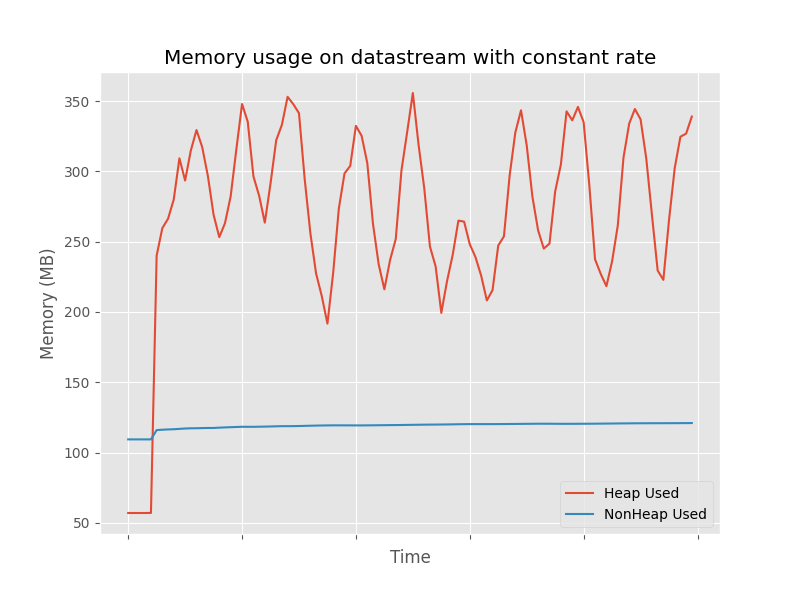 Memory usage on datastream with constant rate
350
300
250
200
150
100
50
Memory (MB)
Time
Heap Used
NonHeap Used